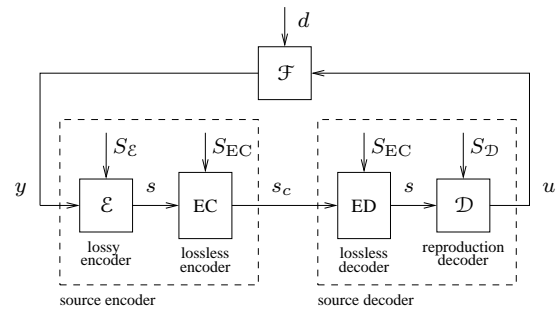 d
ℱ
S_ℰ S_EC S_EC S_𝒟
y ℰ s EC s_c ED s 𝒟 u
lossy encoder
lossless encoder
lossless decoder
reproduction decoder
source encoder
source decoder